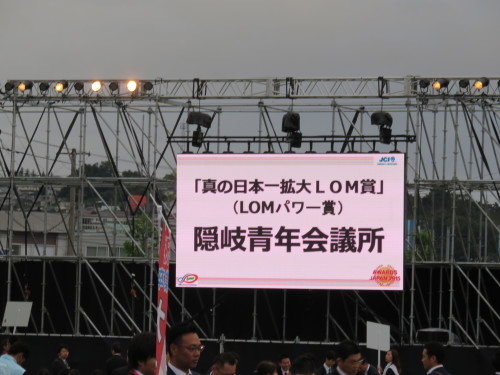 JCI
「真の日本一拡大LOM賞」
(LOMパワー賞)
隠岐青年会議所
AWARDS
JAPAN 2015